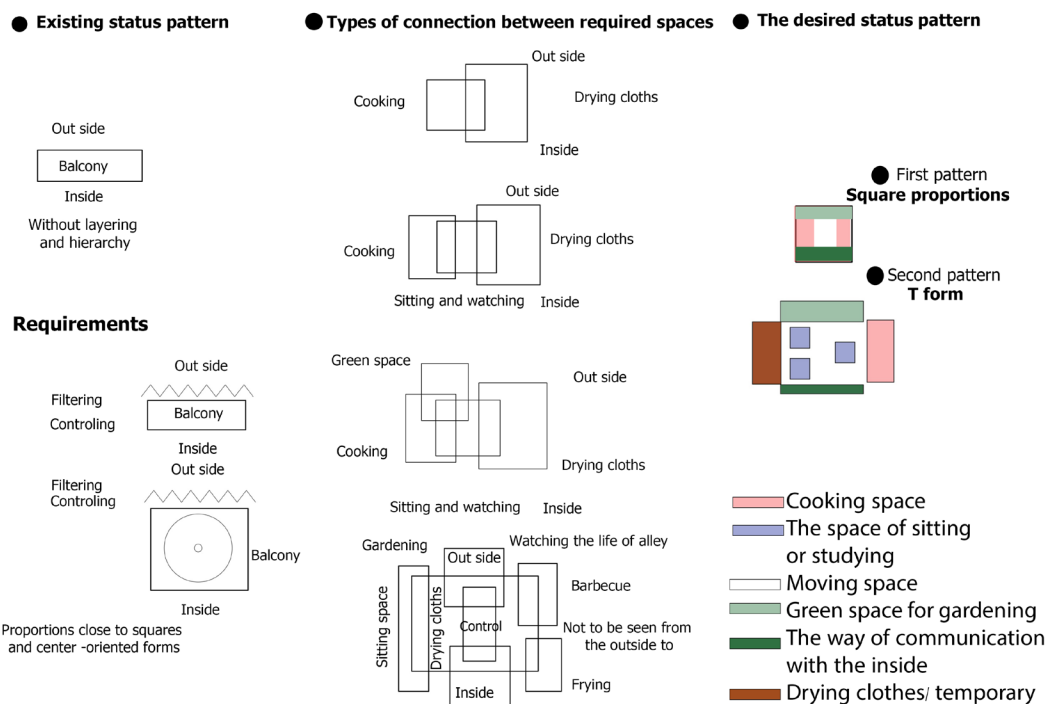 Existing status pattern
Out side
Balcony
Inside
Without layering
and hierarchy
Requirements
Out side
Filtering
Controling
Balcony
Inside
Out side
Filtering
Controling
Balcony
Inside
Proportions close to squares
and center -oriented forms
Types of connection between required spaces
Out side
Cooking
Drying cloths
Inside
Out side
Cooking
Drying cloths
Sitting and watching
Inside
Green space
Out side
Cooking
Drying cloths
Sitting and watching
Inside
Gardening
Watching the life of alley
Out side
Barbecue
Sitting space
Drying cloths
Control
Not to be seen from
the outside to
Inside
Frying
The desired status pattern
First pattern
Square proportions
Second pattern
T form
Cooking space
The space of sitting
or studying
Moving space
Green space for gardening
The way of communication
with the inside
Drying clothes/ temporary